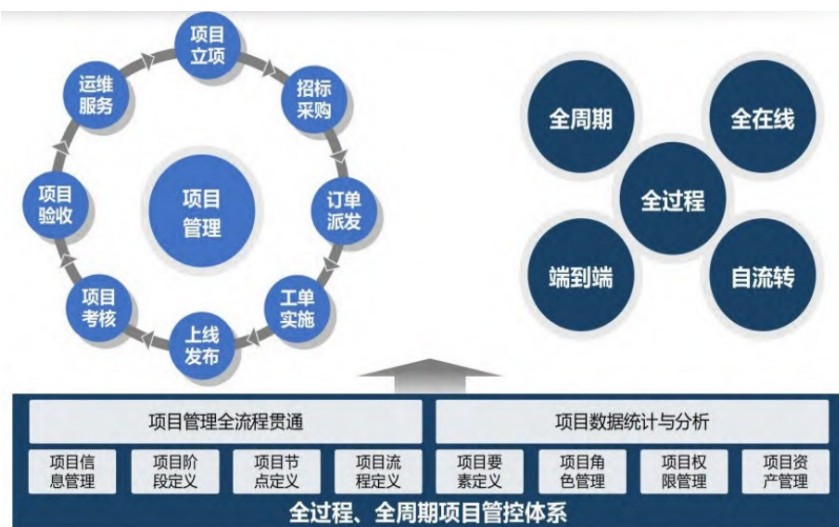 项目
立项
招标
采购
订单
派发
工单
实施
上线
发布
项目
考核
项目
验收
运维
服务
项目
管理
全周期
全在线
全过程
端到端
自流转
项目管理全流程贯通
项目数据统计与分析
项目信
息管理
项目阶
段定义
项目节
点定义
项目流
程定义
项目要
素定义
项目角
色管理
项目权
限管理
项目资
产管理
全过程、全周期项目管控体系